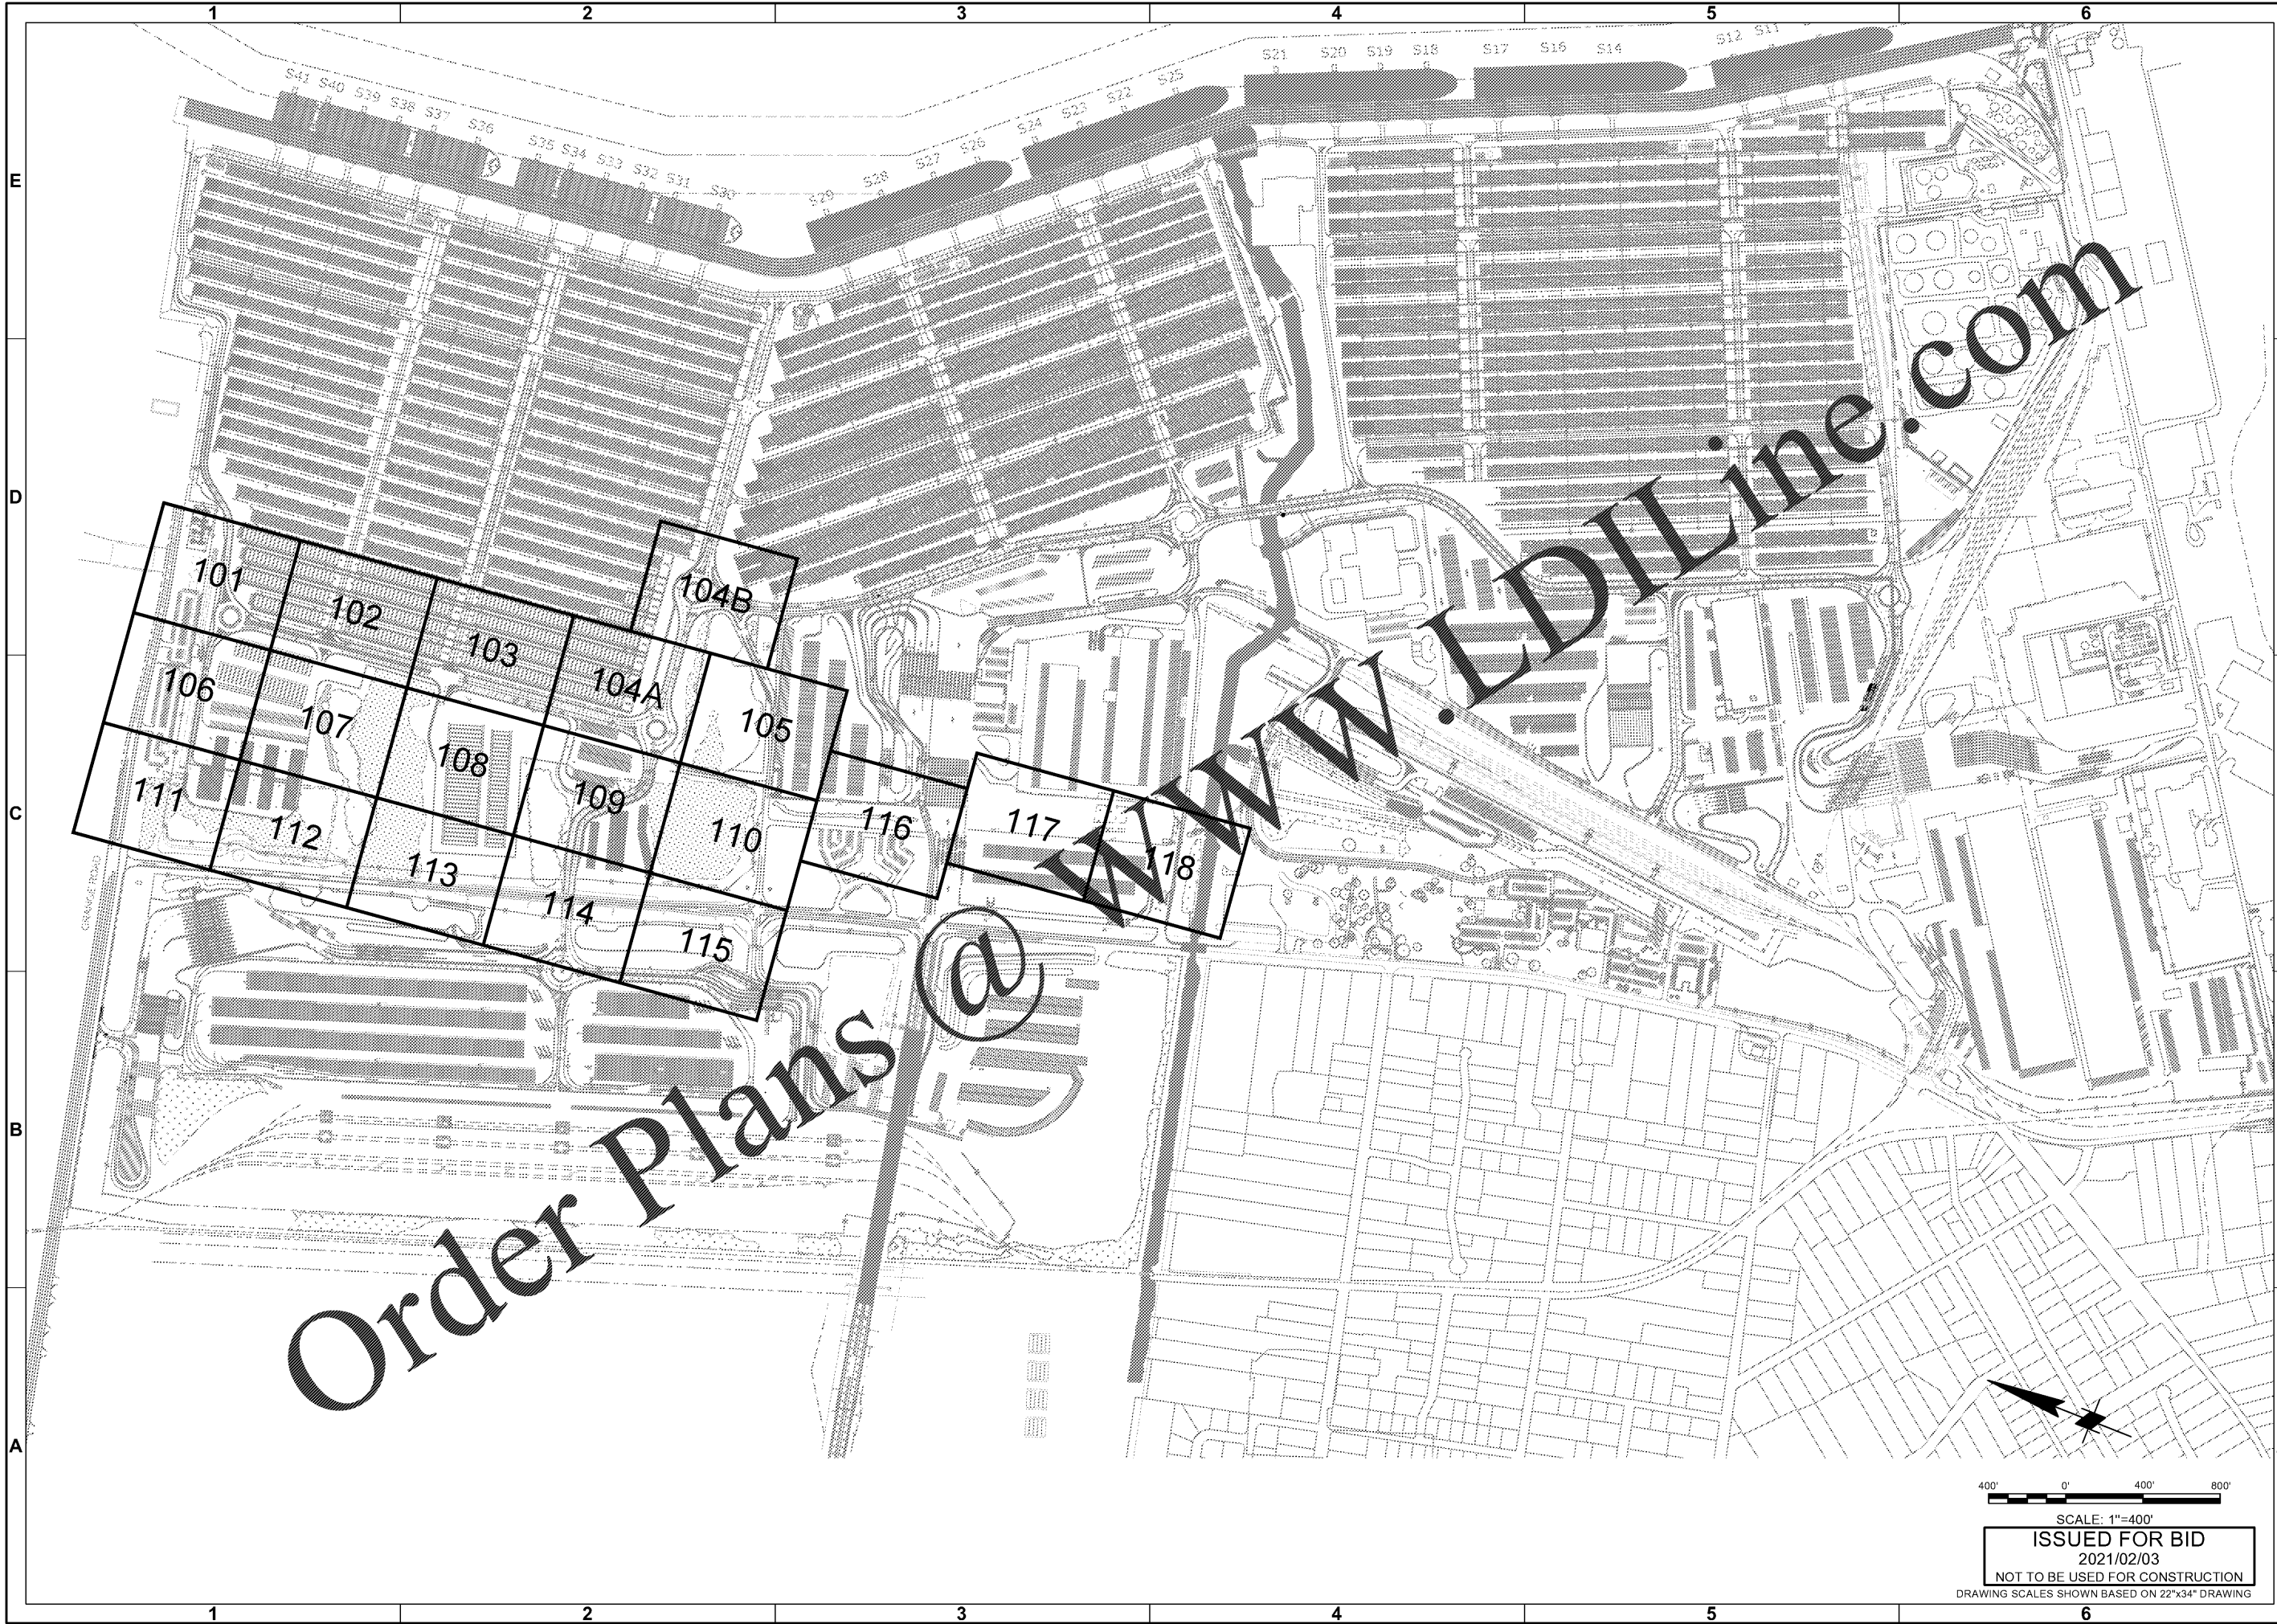 1 2 3 4 5 6
S41 S40 S39 S38 S37 S36
S35 S34 S33 S32 S31 S30
S29 S28 S27 S26
S24 S23 S22 S25
S21 S20 S19 S18 S17 S16 S14
S12 S11
E
D
C
B
A
101
102
103
104A
104B
105
106
107
108
109
110
111
112
113
114
115
116
117
118
GRANGE ROAD
Order Plans @ WWW.LDILine.com
400' 0' 400' 800'
SCALE: 1"=400'
ISSUED FOR BID
2021/02/03
NOT TO BE USED FOR CONSTRUCTION
DRAWING SCALES SHOWN BASED ON 22"x34" DRAWING
1 2 3 4 5 6